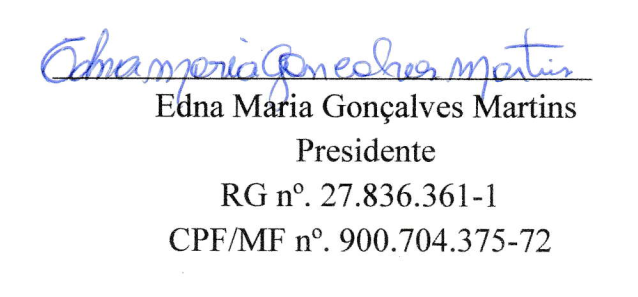 Edna Maria Gonçalves Martins
Edna Maria Gonçalves Martins
Presidente
RG nº. 27.836.361-1
CPF/MF nº. 900.704.375-72